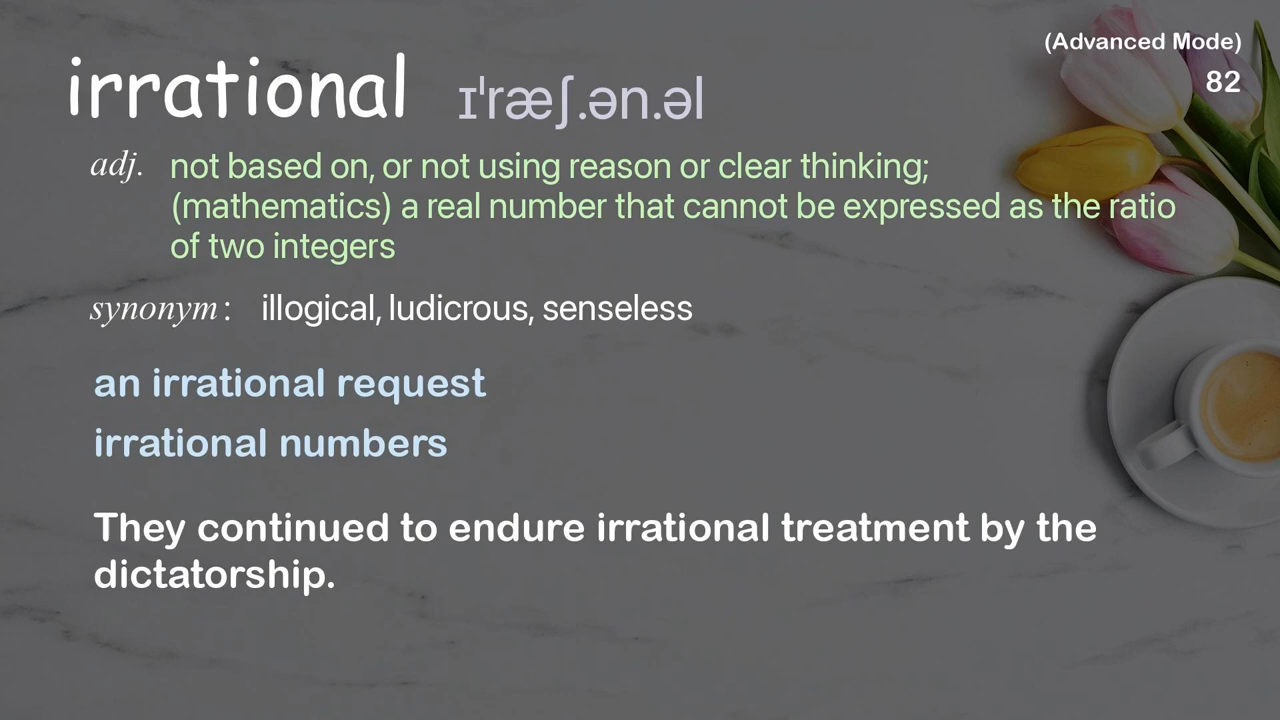 (Advanced Mode)
82
irrational ɪˈræʃ.ən.əl
adj. not based on, or not using reason or clear thinking;
(mathematics) a real number that cannot be expressed as the ratio
of two integers
synonym : illogical, ludicrous, senseless
an irrational request
irrational numbers
They continued to endure irrational treatment by the
dictatorship.